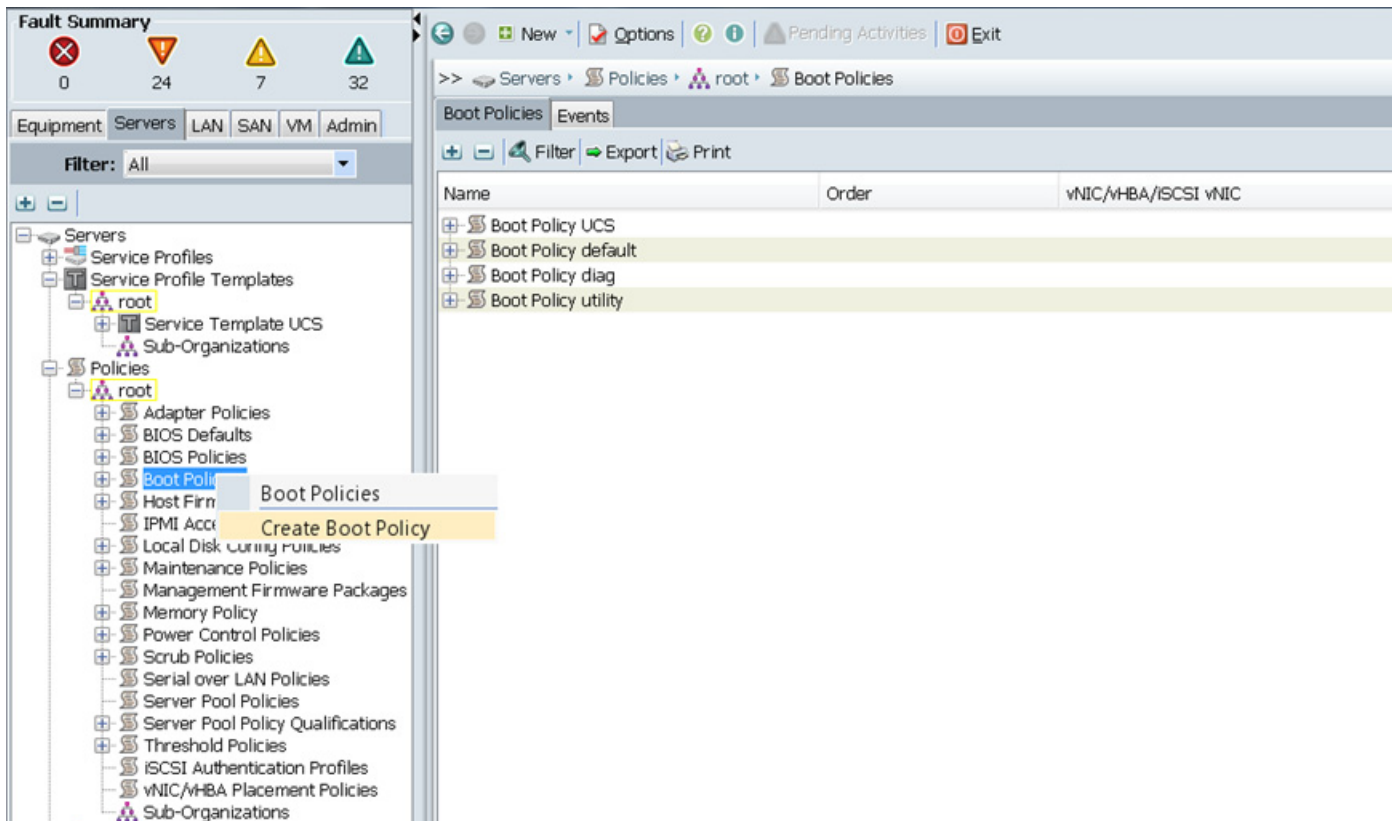 Fault Summary
0 24 7 32
Equipment Servers LAN SAN VM Admin
Filter: All
Servers
Service Profiles
Service Profile Templates
root
Service Template UCS
Sub-Organizations
Policies
root
Adapter Policies
BIOS Defaults
BIOS Policies
Boot Polic
Host Firm
IPMI Acce
Local Disk Config Policies
Maintenance Policies
Management Firmware Packages
Memory Policy
Power Control Policies
Scrub Policies
Serial over LAN Policies
Server Pool Policies
Server Pool Policy Qualifications
Threshold Policies
iSCSI Authentication Profiles
vNIC/vHBA Placement Policies
Sub-Organizations
Boot Policies
Create Boot Policy
New Options Pending Activities Exit
>> Servers Policies root Boot Policies
Boot Policies Events
Filter Export Print
Name Order vNIC/vHBA/iSCSI vNIC
Boot Policy UCS
Boot Policy default
Boot Policy diag
Boot Policy utility